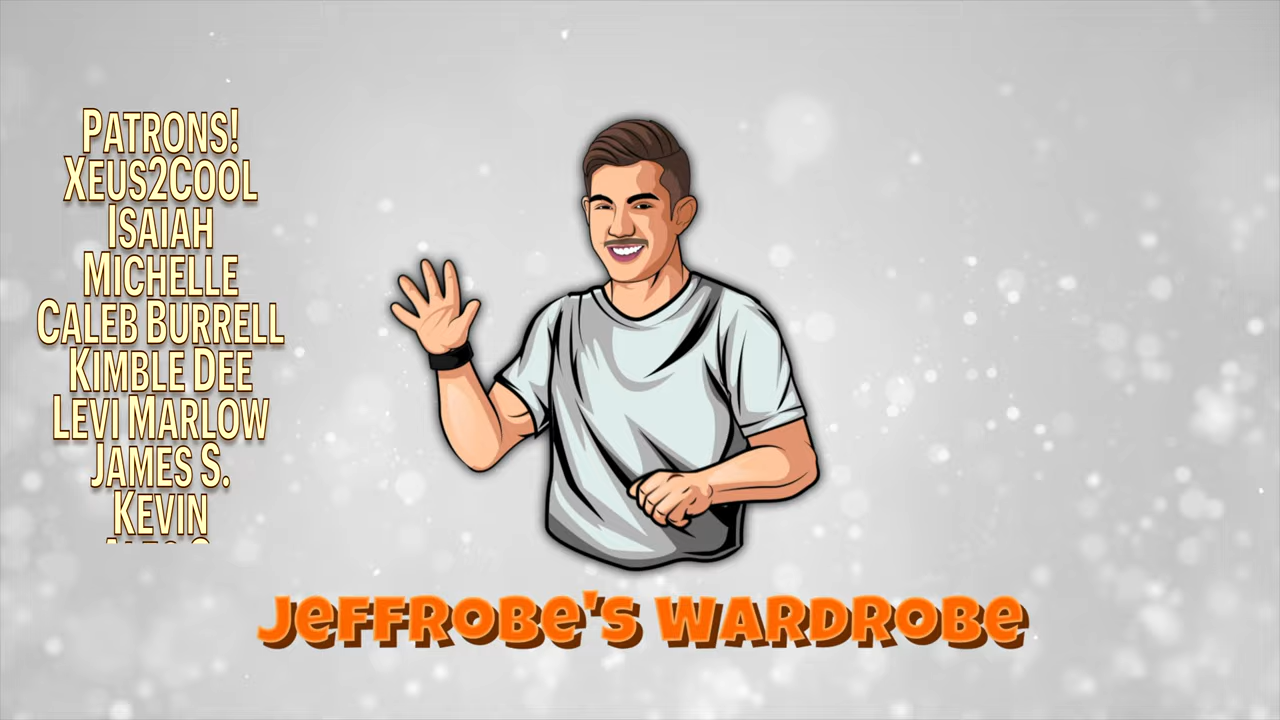 PATRONS!
XEUS2COOL
ISAIAH
MICHELLE
CALEB BURRELL
KIMBLE DEE
LEVI MARLOW
JAMES S.
KEVIN
JEFFROBE'S WARDROBE